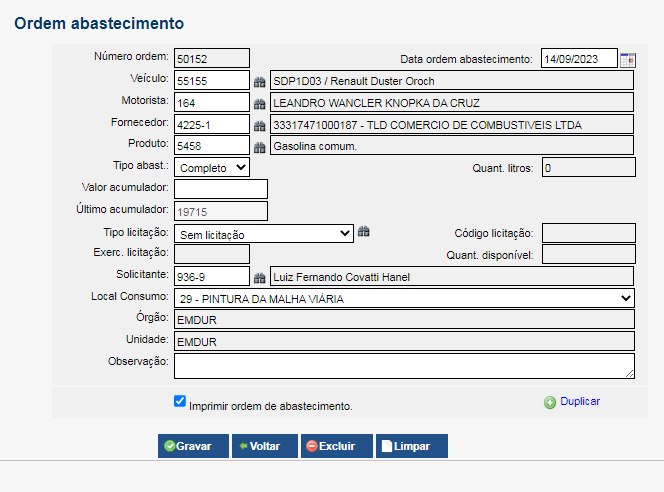 Ordem abastecimento
Número ordem: 50152 Data ordem abastecimento: 14/09/2023
Veículo: 55155 SDP1D03 / Renault Duster Oroch
Motorista: 164 LEANDRO WANCLER KNOPKA DA CRUZ
Fornecedor: 4225-1 33317471000187 - TLD COMERCIO DE COMBUSTIVEIS LTDA
Produto: 5458 Gasolina comum.
Tipo abast.: Completo Quant. litros: 0
Valor acumulador:
Último acumulador: 19715
Tipo licitação: Sem licitação Código licitação:
Exerc. licitação: Quant. disponível:
Solicitante: 936-9 Luiz Fernando Covatti Hanel
Local Consumo: 29 - PINTURA DA MALHA VIÁRIA
Órgão: EMDUR
Unidade: EMDUR
Observação:
Imprimir ordem de abastecimento. Duplicar
Gravar Voltar Excluir Limpar